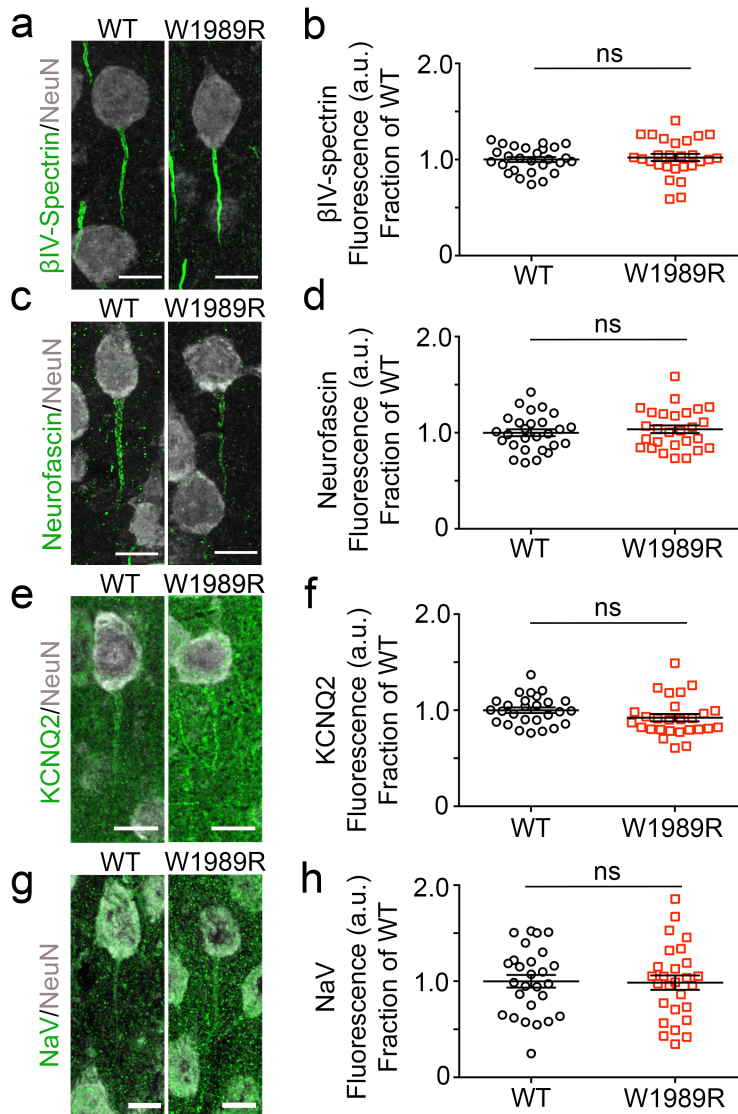 a
WT
W1989R
βIV-Spectrin/NeuN
b
ns
βIV-spectrin
Fluorescence (a.u.)
Fraction of WT
2.0
1.0
0
WT
W1989R
c
WT
W1989R
Neurofascin/NeuN
d
ns
Neurofascin
Fluorescence (a.u.)
Fraction of WT
2.0
1.0
0
WT
W1989R
e
WT
W1989R
KCNQ2/NeuN
f
ns
KCNQ2
Fluorescence (a.u.)
Fraction of WT
2.0
1.0
0
WT
W1989R
g
WT
W1989R
NaV/NeuN
h
ns
NaV
Fluorescence (a.u.)
Fraction of WT
2.0
1.0
0
WT
W1989R